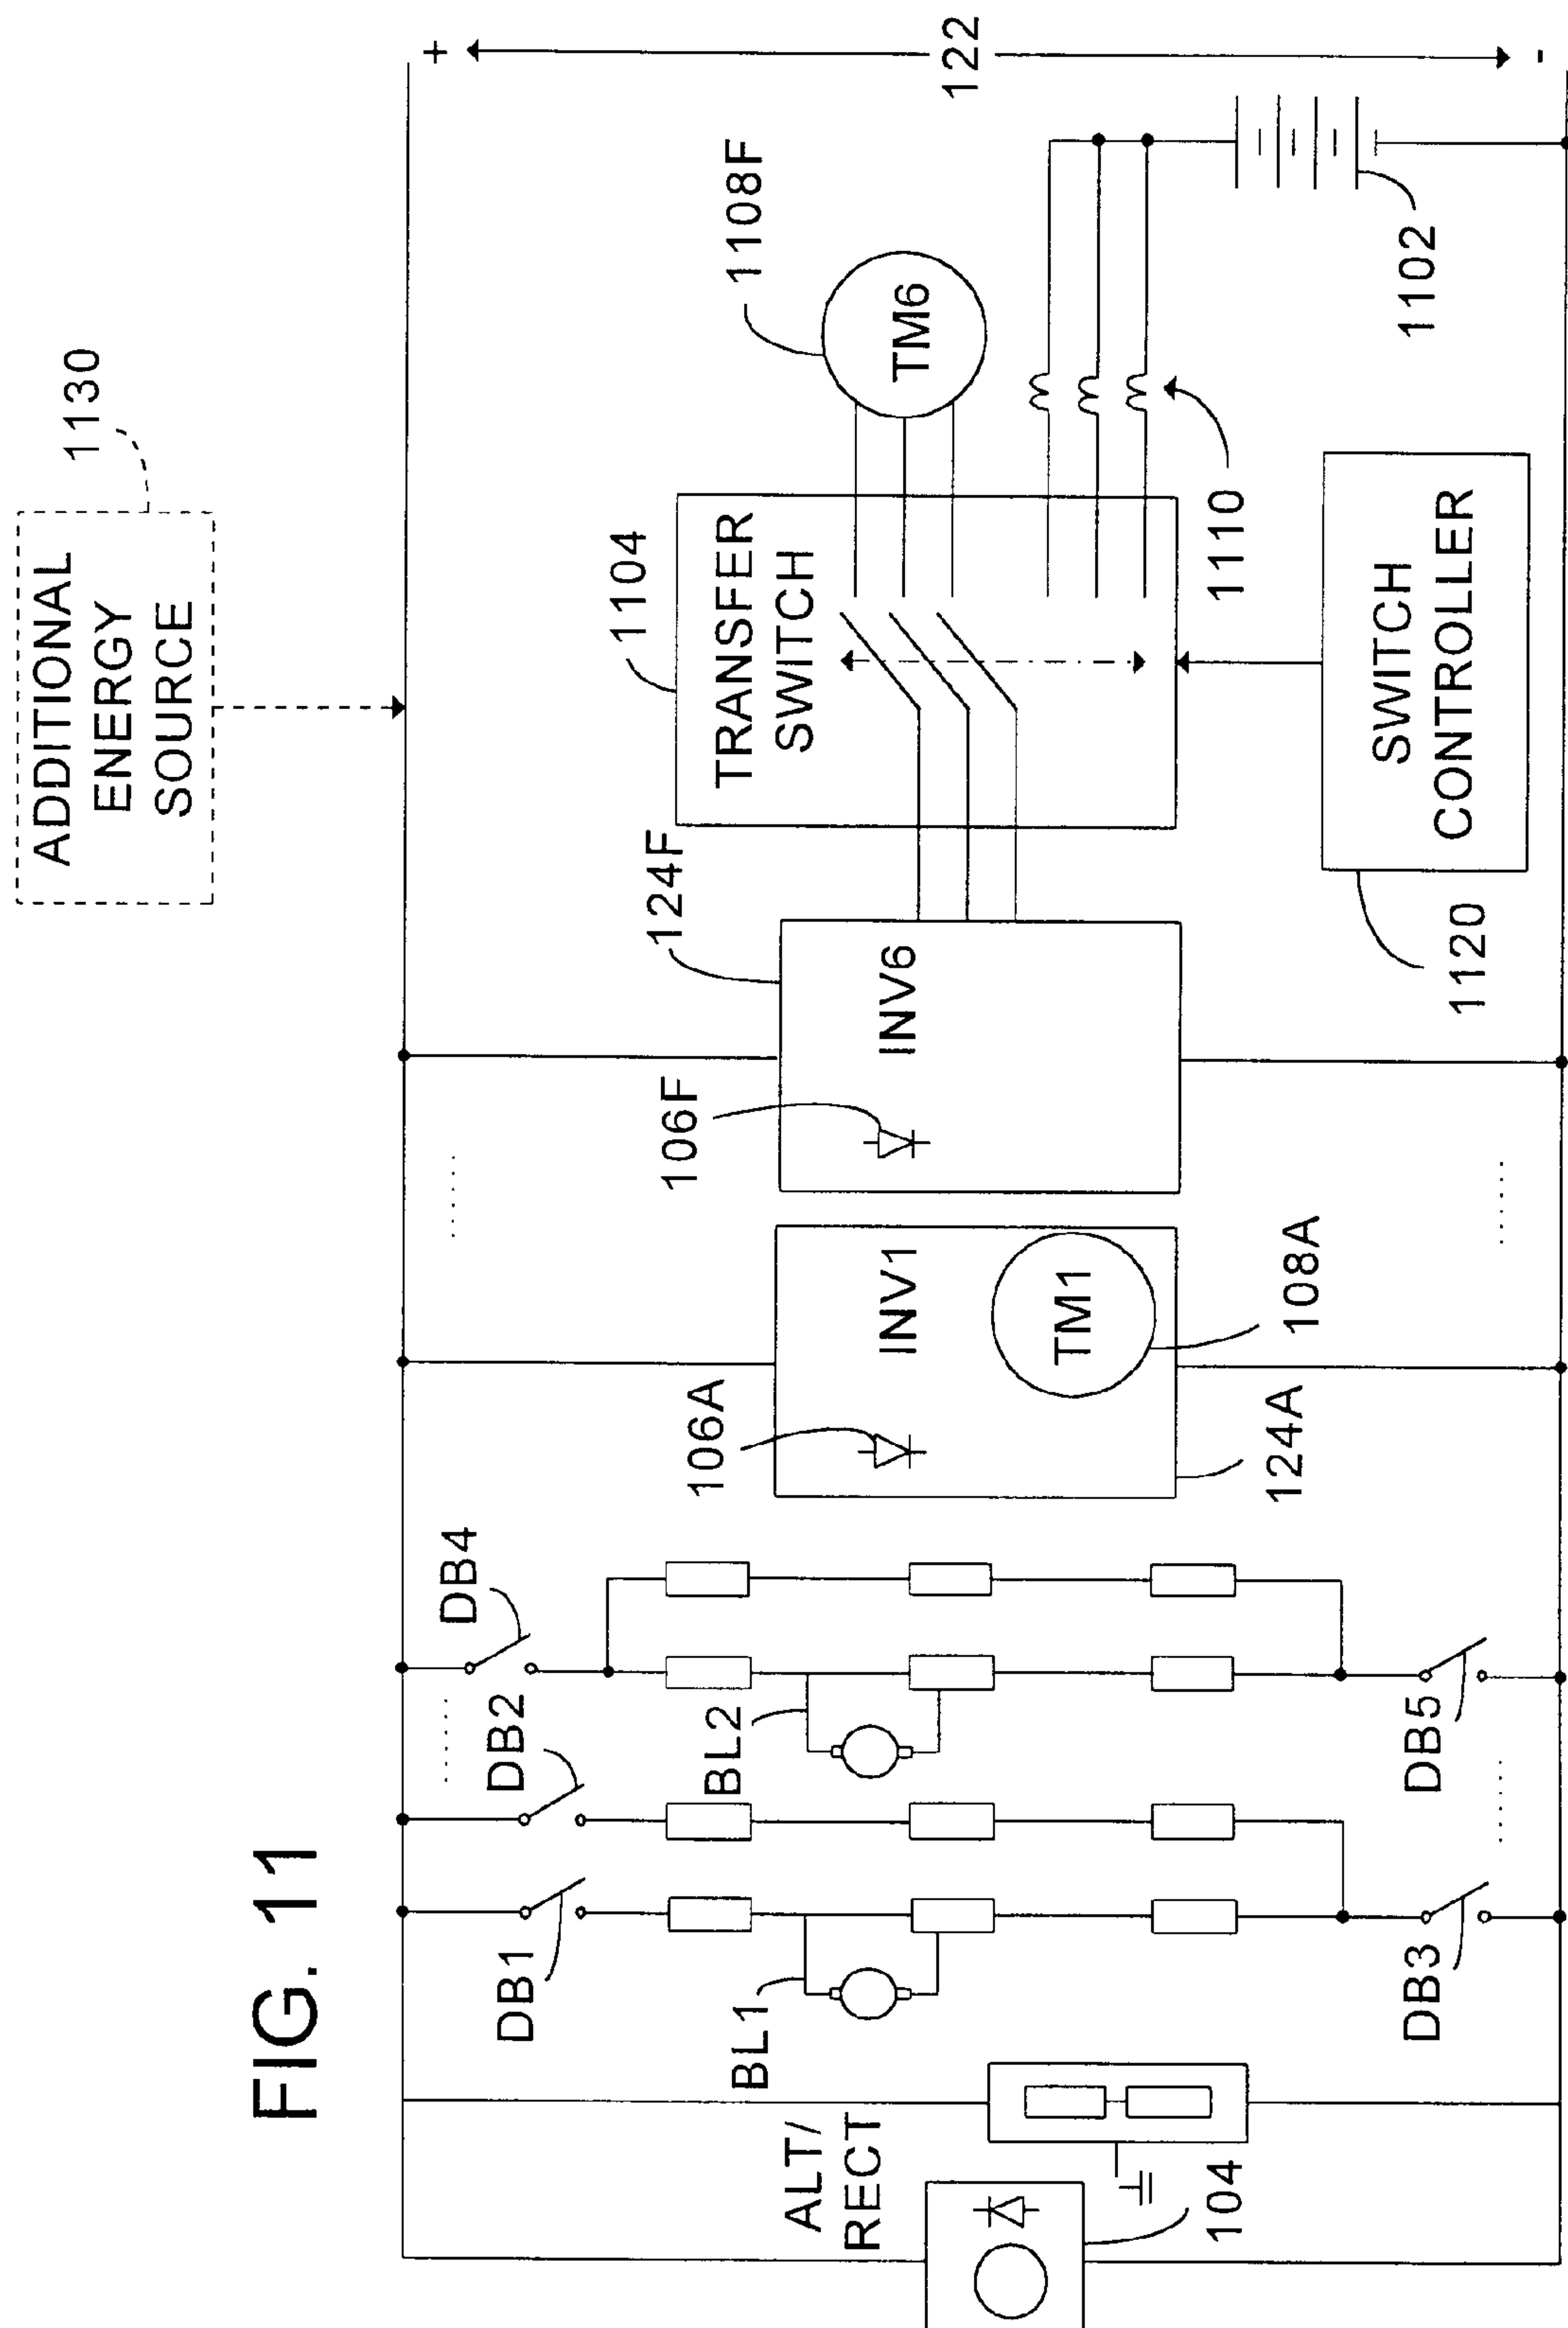 FIG. 11
ADDITIONAL
ENERGY
SOURCE
1130
+
122
-
ALT/
RECT
104
BL1
DB1
DB2
DB3
BL2
DB4
DB5
106A
INV1
TM1
108A
124A
106F
INV6
124F
1104
TRANSFER
SWITCH
1108F
TM6
1110
1102
SWITCH
CONTROLLER
1120